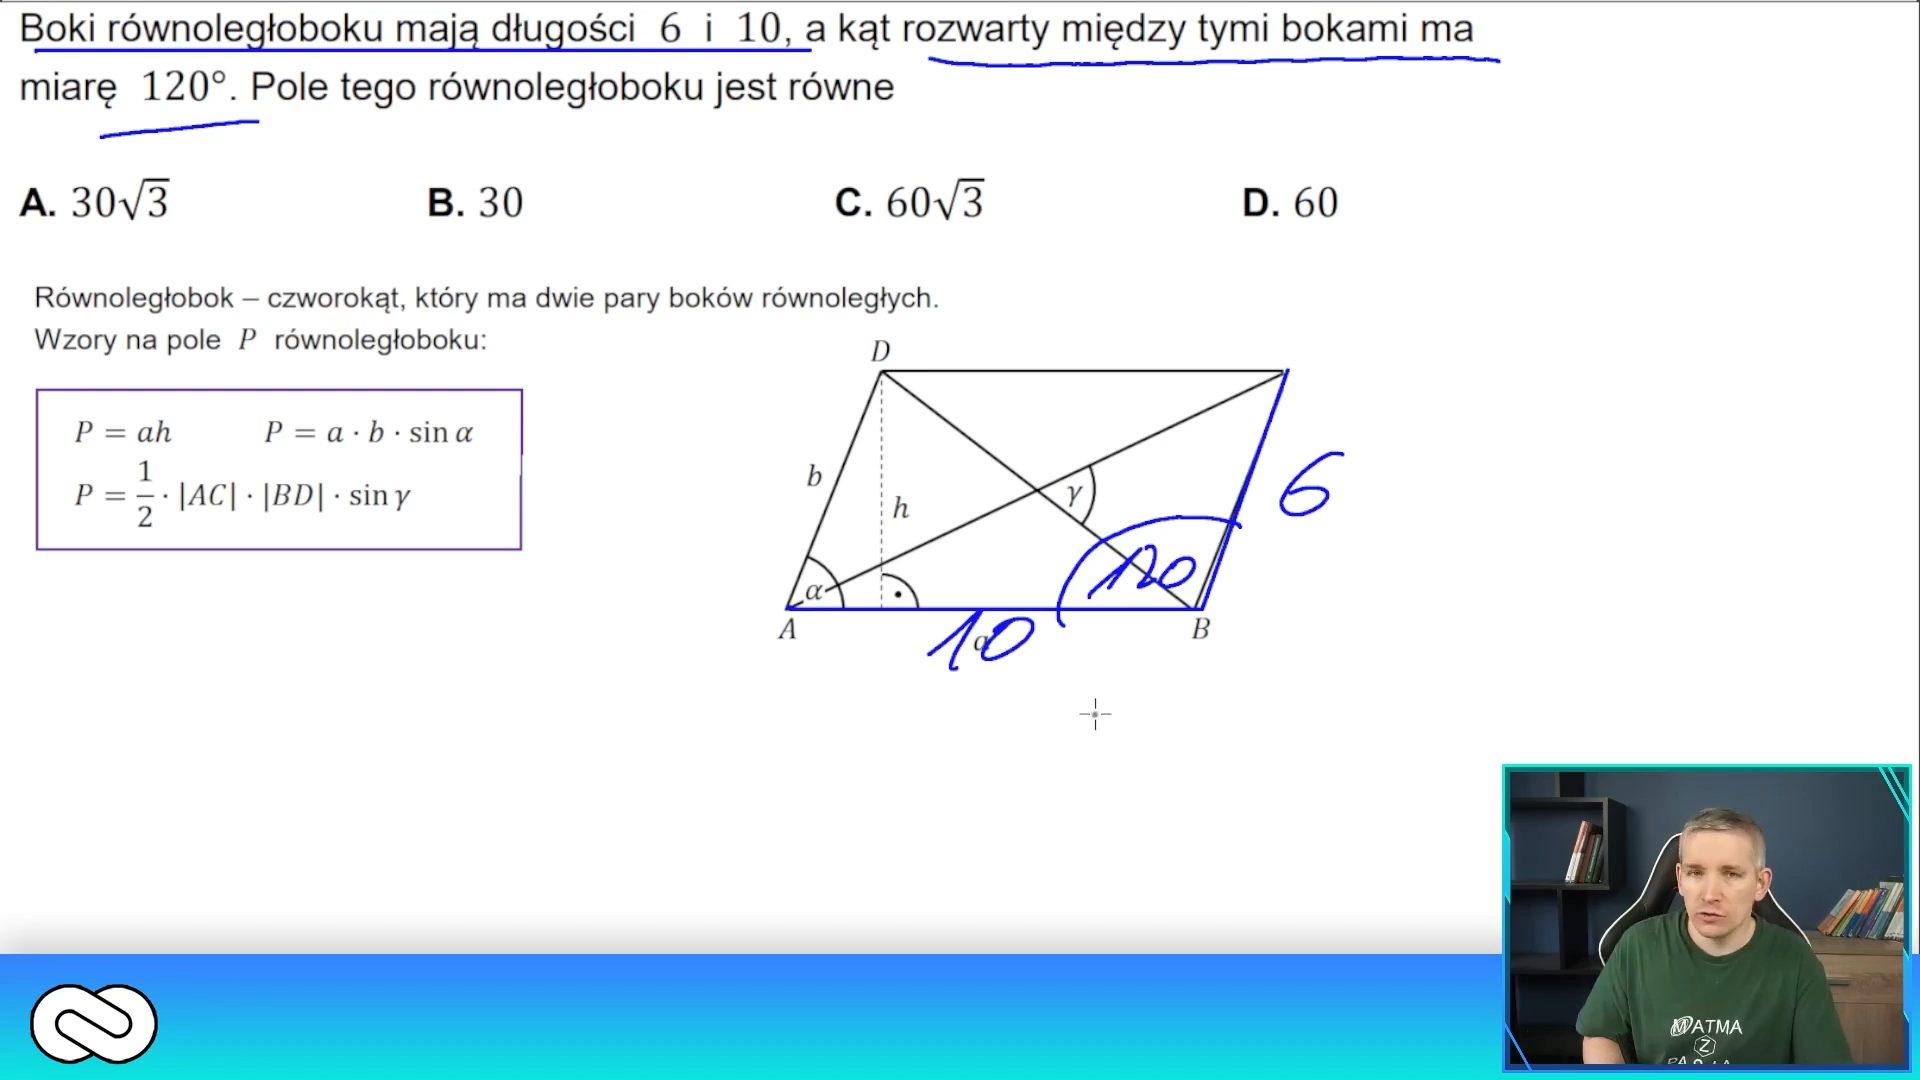 Boki równoległoboku mają długości 6 i 10, a kąt rozwarty między tymi bokami ma
miarę 120°. Pole tego równoległoboku jest równe
A. 30√3 B. 30 C. 60√3 D. 60
Równoległobok – czworokąt, który ma dwie pary boków równoległych.
Wzory na pole P równoległoboku:
P = ah P = a · b · sin α
P = 1/2 · |AC| · |BD| · sin γ
D
b
h
γ
6
α
120
A
10
a
B
MATMA
Z